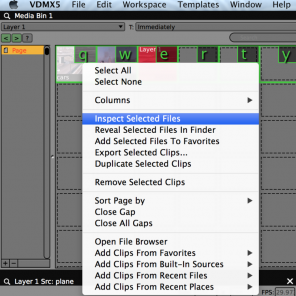 VDMX5 File Edit Workspace Templates Window
Media Bin 1
Layer 1 T: Immediately
< > ?
Page q w e r t y
Layer
Select All
Select None
Columns
Inspect Selected Files
Reveal Selected Files In Finder
Add Selected Files To Favorites
Export Selected Clips...
Duplicate Selected Clips
Remove Selected Clips
Sort Page by
Close Gap
Close All Gaps
Open File Browser
Add Clips From Favorites
Add Clips From Built-In Sources
Add Clips From Recent Files
Add Clips From Recent Places
+ -
Layer 1 Src: plane
FPS: 29.97